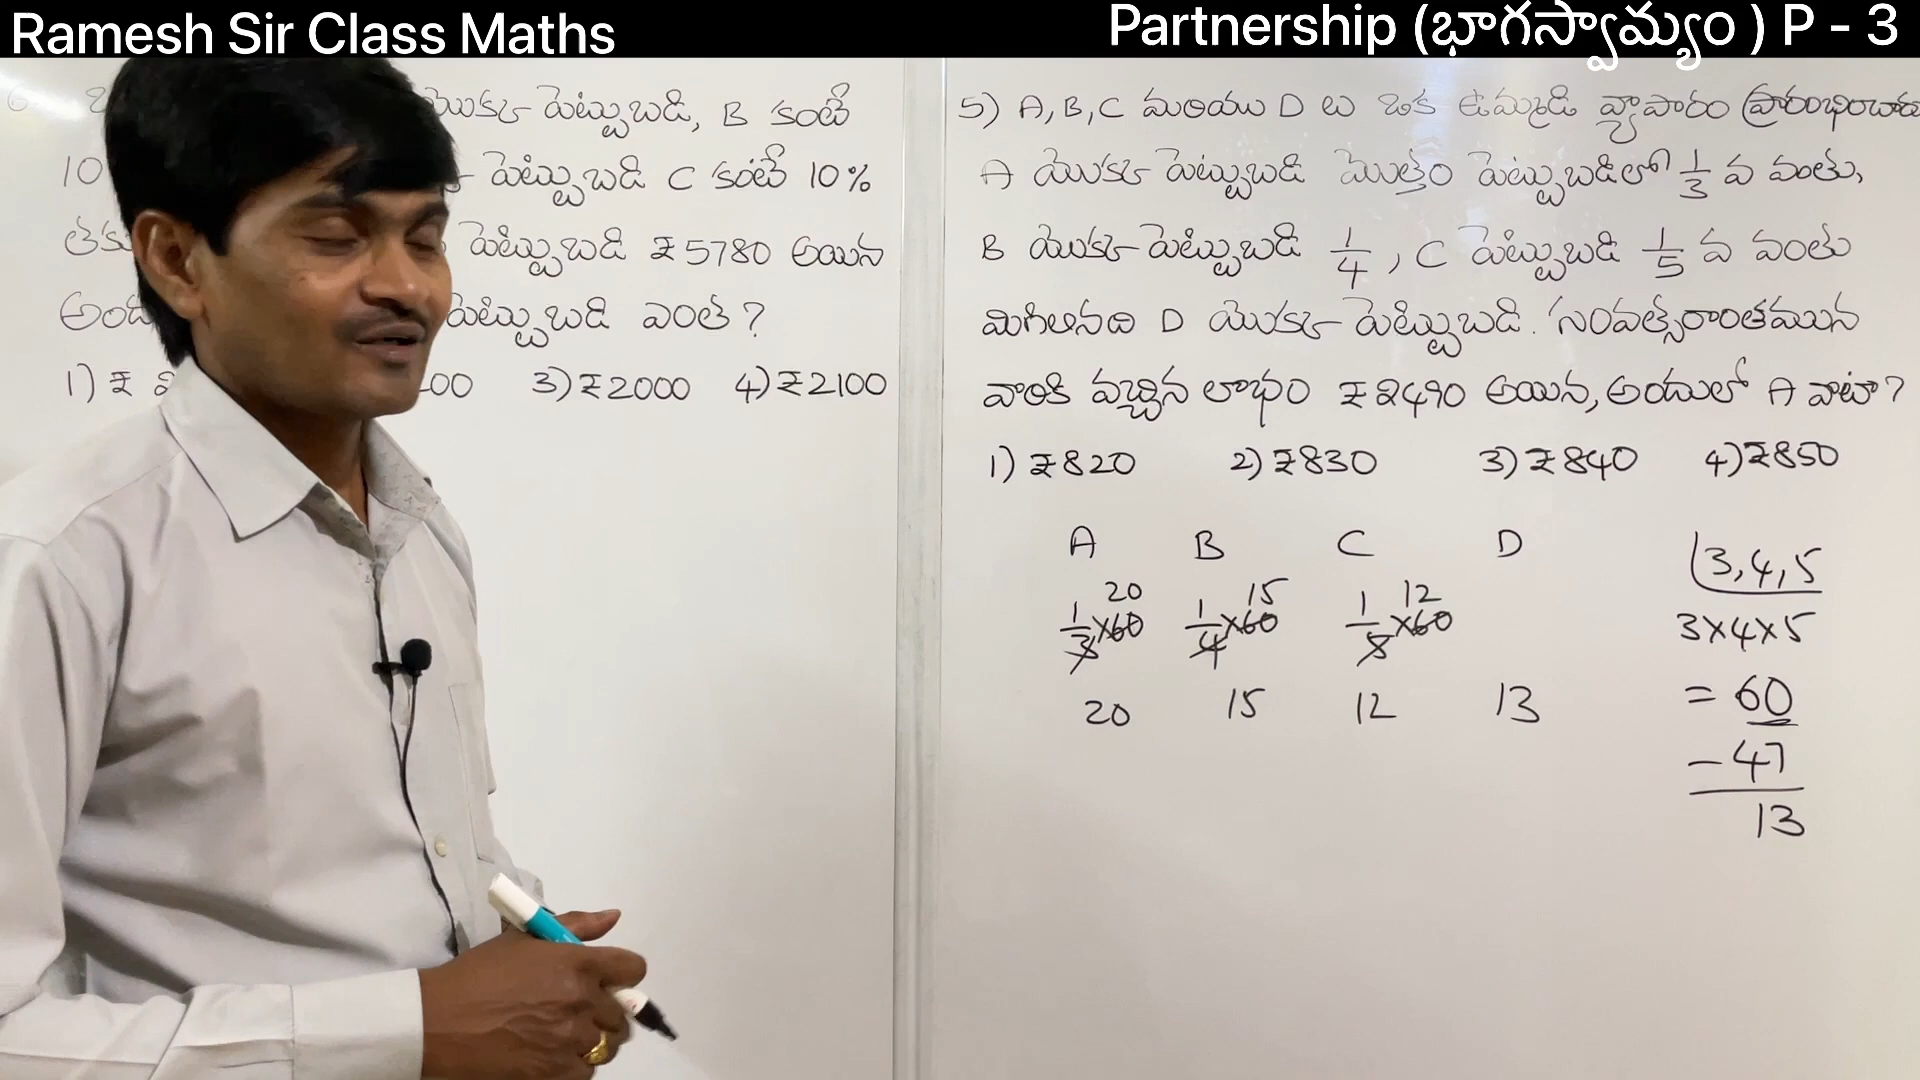 Ramesh Sir Class Maths
Partnership (భాగస్వామ్యం ) P - 3
యొక్క పెట్టుబడి, B కంటే
10 పెట్టుబడి C కంటే 10%
పెట్టుబడి ₹5780 అయిన
పెట్టుబడి ఎంత?
1) ₹ 00 3) ₹2000 4) ₹2100
5) A, B, C మరియు D లు ఒక ఉమ్మడి వ్యాపారం ప్రారంభించారు
A యొక్క పెట్టుబడి మొత్తం పెట్టుబడిలో 1/3 వ వంతు,
B యొక్క పెట్టుబడి 1/4, C పెట్టుబడి 1/5 వ వంతు
మిగిలినది D యొక్క పెట్టుబడి. సంవత్సరాంతమున
వారికి వచ్చిన లాభం ₹2490 అయిన, అందులో A వాటా?
1) ₹820 2) ₹830 3) ₹840 4) ₹850
A B C D
20 15 12
1/3×60 1/4×60 1/5×60
20 15 12 13
3,4,5
3×4×5
= 60
- 47
13